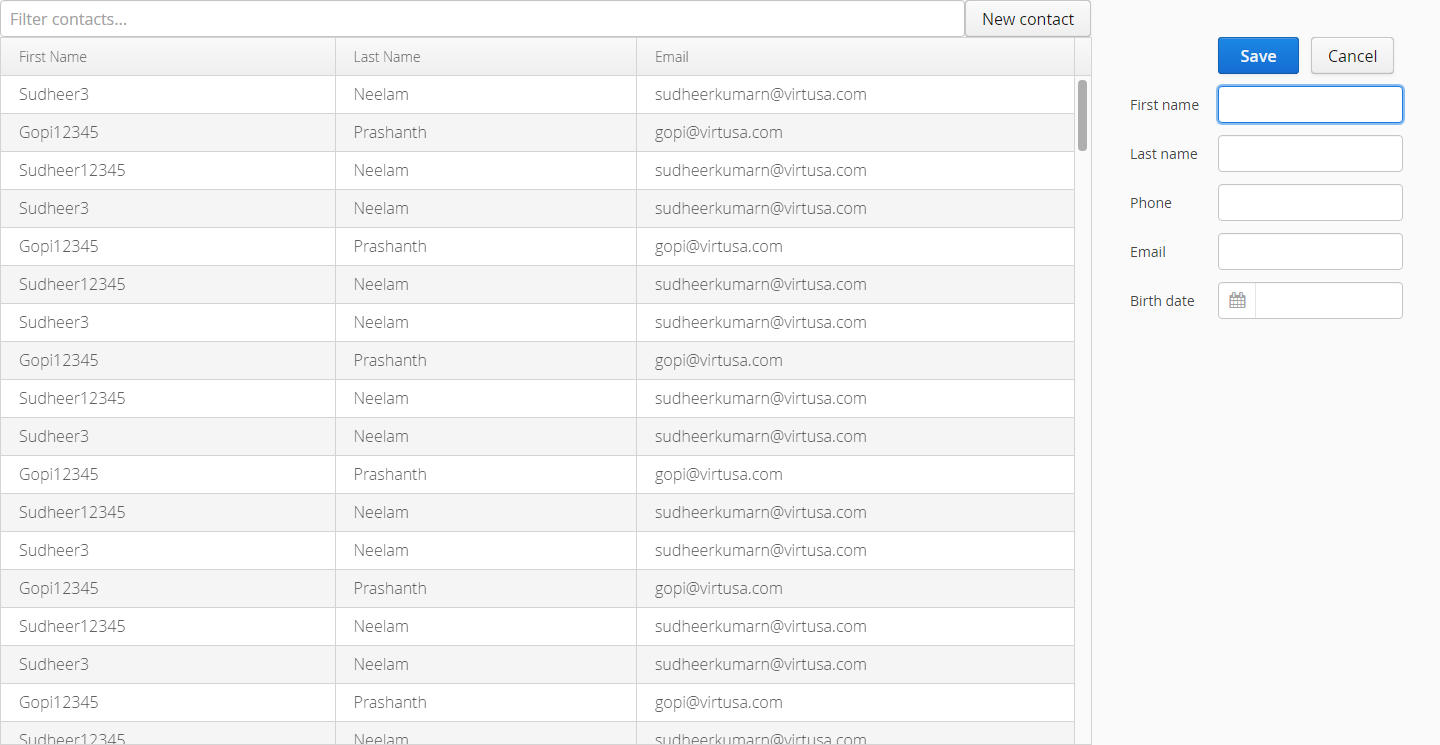 Filter contacts... New contact
First Name Last Name Email
Sudheer3 Neelam sudheerkumarn@virtusa.com
Gopi12345 Prashanth gopi@virtusa.com
Sudheer12345 Neelam sudheerkumarn@virtusa.com
Sudheer3 Neelam sudheerkumarn@virtusa.com
Gopi12345 Prashanth gopi@virtusa.com
Sudheer12345 Neelam sudheerkumarn@virtusa.com
Sudheer3 Neelam sudheerkumarn@virtusa.com
Gopi12345 Prashanth gopi@virtusa.com
Sudheer12345 Neelam sudheerkumarn@virtusa.com
Sudheer3 Neelam sudheerkumarn@virtusa.com
Gopi12345 Prashanth gopi@virtusa.com
Sudheer12345 Neelam sudheerkumarn@virtusa.com
Sudheer3 Neelam sudheerkumarn@virtusa.com
Gopi12345 Prashanth gopi@virtusa.com
Sudheer12345 Neelam sudheerkumarn@virtusa.com
Sudheer3 Neelam sudheerkumarn@virtusa.com
Gopi12345 Prashanth gopi@virtusa.com
Sudheer12345 Neelam sudheerkumarn@virtusa.com
Save Cancel
First name
Last name
Phone
Email
Birth date